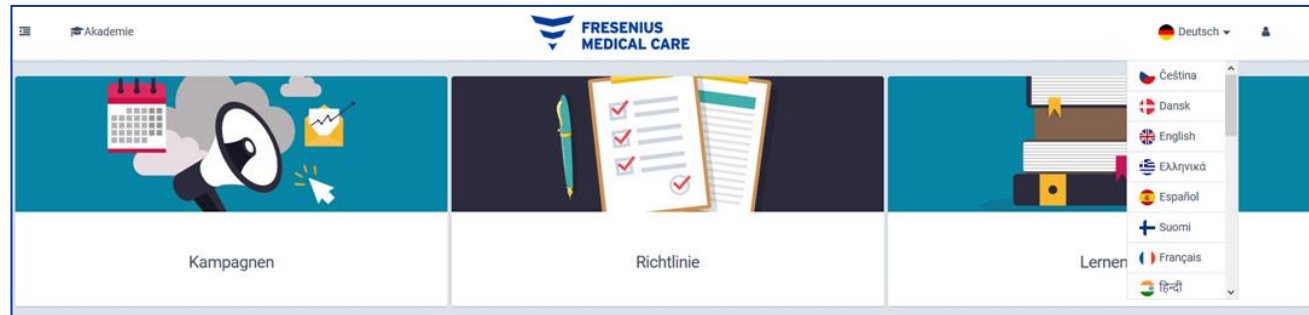 Akademie
FRESENIUS
MEDICAL CARE
Deutsch
Čeština
Dansk
English
Ελληνικά
Español
Suomi
Français
हिन्दी
Kampagnen
Richtlinie
Lernen